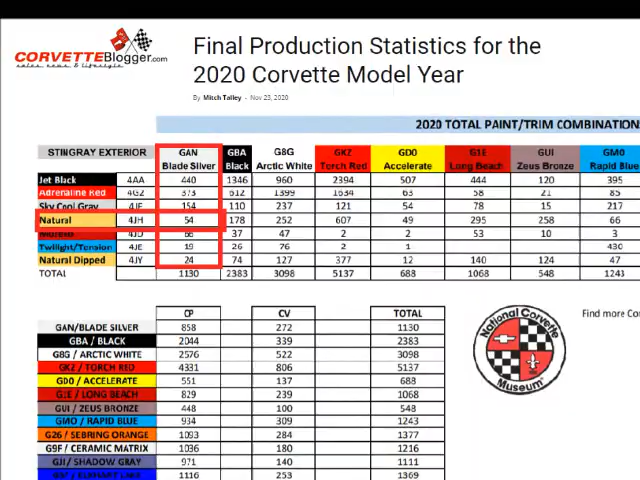 CORVETTEBlogger.com
sales, news & lifestyle
Final Production Statistics for the
2020 Corvette Model Year
By Mitch Talley - Nov 23, 2020
2020 TOTAL PAINT/TRIM COMBINATION
STINGRAY EXTERIOR GAN Blade Silver GBA Black G8G Arctic White GKZ Torch Red GD0 Accelerate G1E Long Beach GUI Zeus Bronze GMO Rapid Blue
Jet Black 4AA 440 1346 960 2394 507 444 110 395
Adrenaline Red 4G2 373 612 1399 1634 63 58 21 85
Sky Cool Gray 4JF 154 110 237 121 54 78 15 217
Natural 4JH 54 178 252 607 49 295 258 66
37 47 2 2 53 10 3
Twilight/Tension 4JE 19 26 76 2 1 430
Natural Dipped 4JY 24 74 127 377 12 140 124 47
TOTAL 1130 2383 3098 5137 688 1068 548 1243
CP CV TOTAL
GAN/BLADE SILVER 858 272 1130
GBA / BLACK 2044 339 2383
G8G / ARCTIC WHITE 2576 522 3098
GKZ / TORCH RED 4331 806 5137
GD0 / ACCELERATE 551 137 688
G1E / LONG BEACH 829 239 1068
GUI / ZEUS BRONZE 448 100 548
GMO / RAPID BLUE 934 309 1243
G26 / SEBRING ORANGE 1093 284 1377
G9F / CERAMIC MATRIX 1036 180 1216
GJI / SHADOW GRAY 971 140 1111
1116 253 1369
National Corvette
Museum
Find more Cor